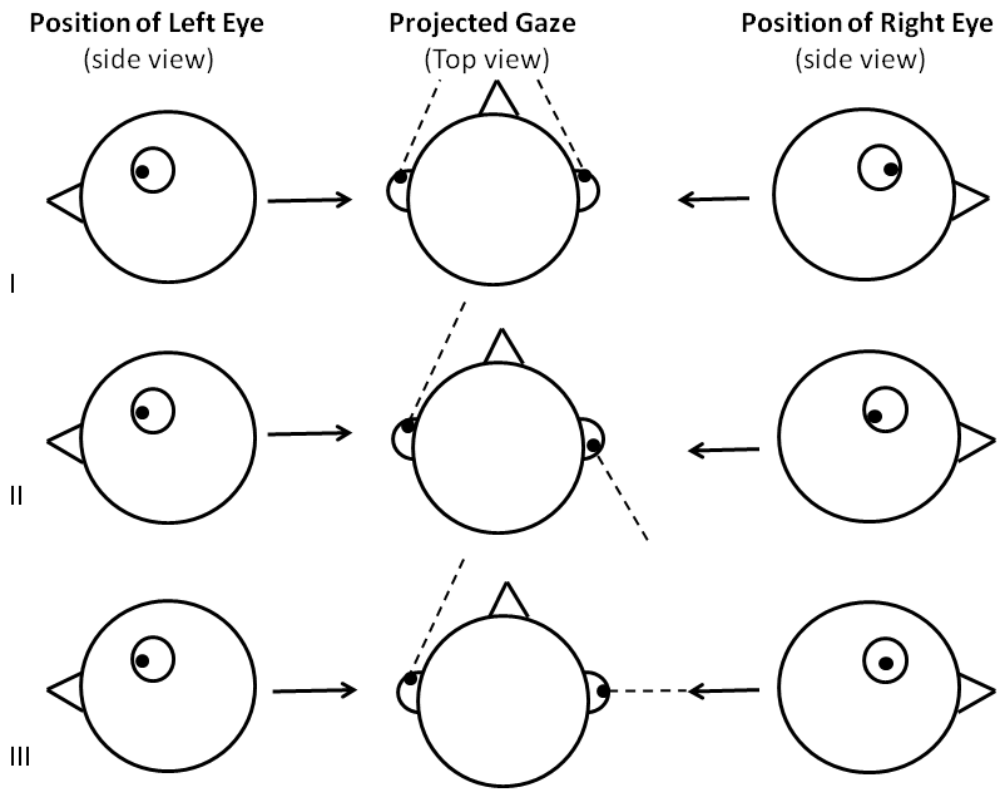 Position of Left Eye
(side view)
Projected Gaze
(Top view)
Position of Right Eye
(side view)
I
II
III